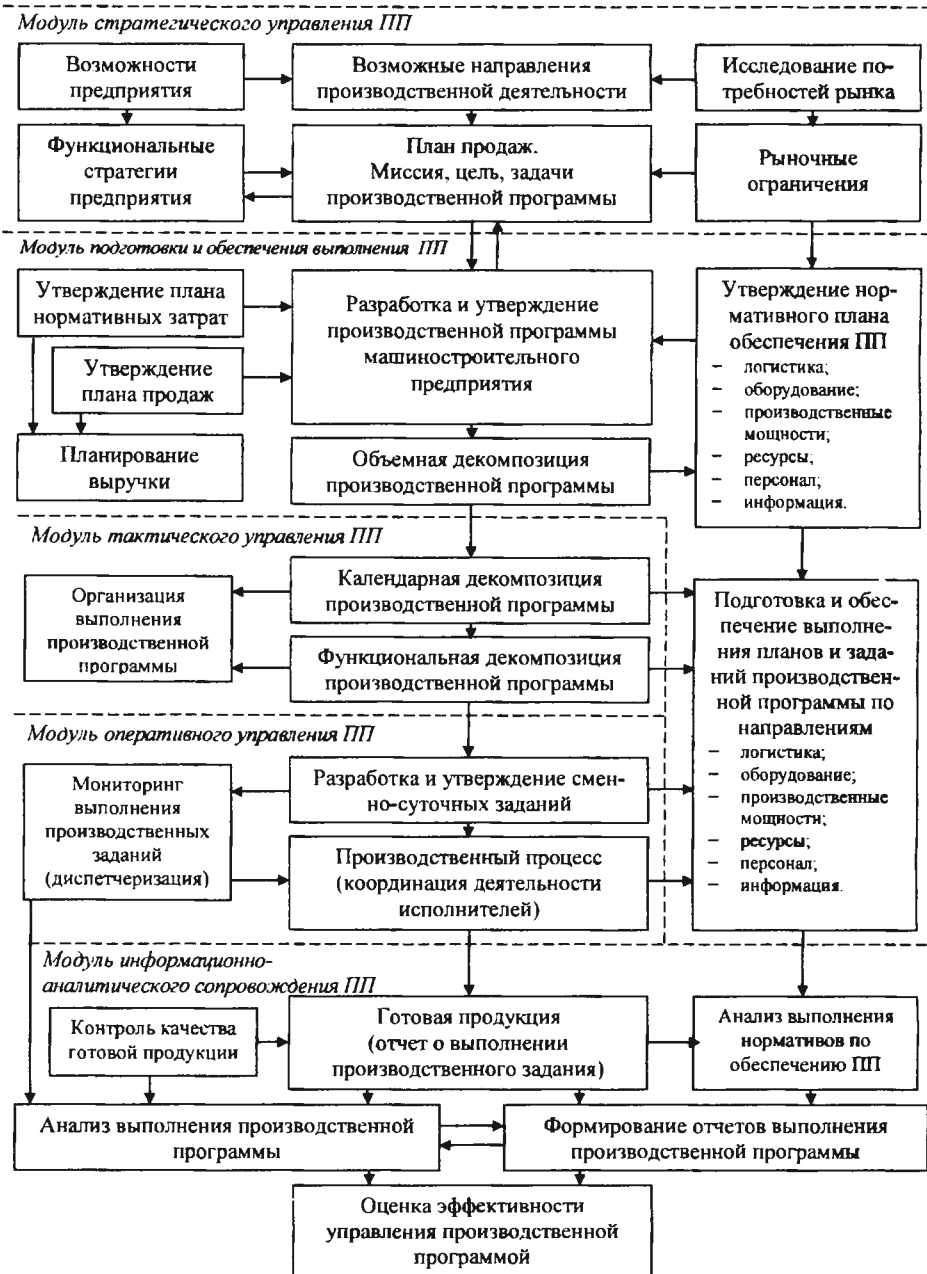 Модуль стратегического управления ПП
Возможности
предприятия
Возможные направления
производственной деятельности
Исследование по-
требностей рынка
Функциональные
стратегии
предприятия
План продаж.
Миссия, цель, задачи
производственной программы
Рыночные
ограничения
Модуль подготовки и обеспечения выполнения ПП
Утверждение плана
нормативных затрат
Утверждение
плана продаж
Планирование
выручки
Разработка и утверждение
производственной программы
машиностроительного
предприятия
Объемная декомпозиция
производственной программы
Утверждение нор-
мативного плана
обеспечения ПП
– логистика;
– оборудование;
– производственные
мощности;
– ресурсы;
– персонал;
– информация.
Модуль тактического управления ПП
Организация
выполнения
производственной
программы
Календарная декомпозиция
производственной программы
Функциональная декомпозиция
производственной программы
Подготовка и обес-
печение выполне-
ния планов и зада-
ний производствен-
ной программы по
направлениям
– логистика;
– оборудование;
– производственные
мощности;
– ресурсы;
– персонал;
– информация.
Модуль оперативного управления ПП
Мониторинг
выполнения
производственных
заданий
(диспетчеризация)
Разработка и утверждение смен-
но-суточных заданий
Производственный процесс
(координация деятельности
исполнителей)
Модуль информационно-
аналитического сопровождения ПП
Контроль качества
готовой продукции
Готовая продукция
(отчет о выполнении
производственного задания)
Анализ выполнения
нормативов по
обеспечению ПП
Анализ выполнения производственной
программы
Формирование отчетов выполнения
производственной программы
Оценка эффективности
управления производственной
программой